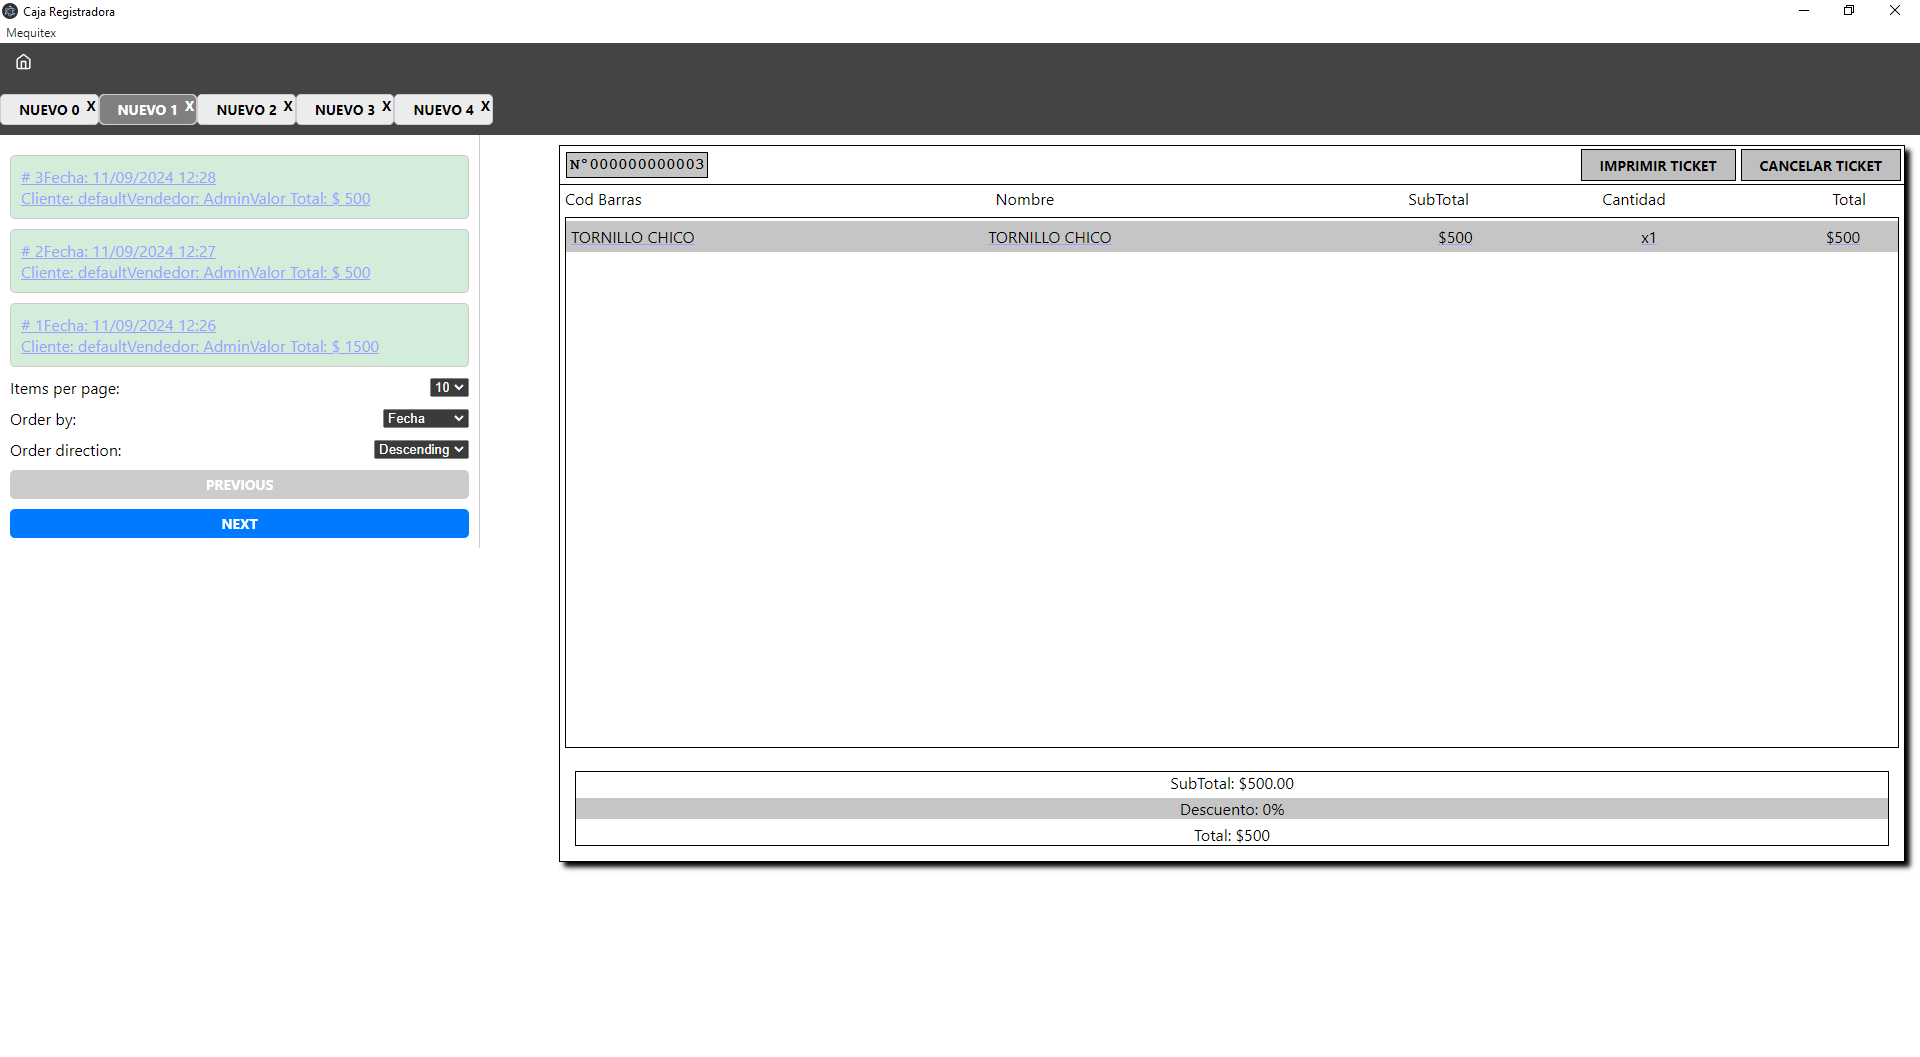 Caja Registradora
Mequitex
NUEVO 0 X NUEVO 1 X NUEVO 2 X NUEVO 3 X NUEVO 4 X
# 3Fecha: 11/09/2024 12:28
Cliente: defaultVendedor: AdminValor Total: $ 500
# 2Fecha: 11/09/2024 12:27
Cliente: defaultVendedor: AdminValor Total: $ 500
# 1Fecha: 11/09/2024 12:26
Cliente: defaultVendedor: AdminValor Total: $ 1500
Items per page: 10
Order by: Fecha
Order direction: Descending
PREVIOUS
NEXT
N°000000000003 IMPRIMIR TICKET CANCELAR TICKET
Cod Barras Nombre SubTotal Cantidad Total
TORNILLO CHICO TORNILLO CHICO $500 x1 $500
SubTotal: $500.00
Descuento: 0%
Total: $500